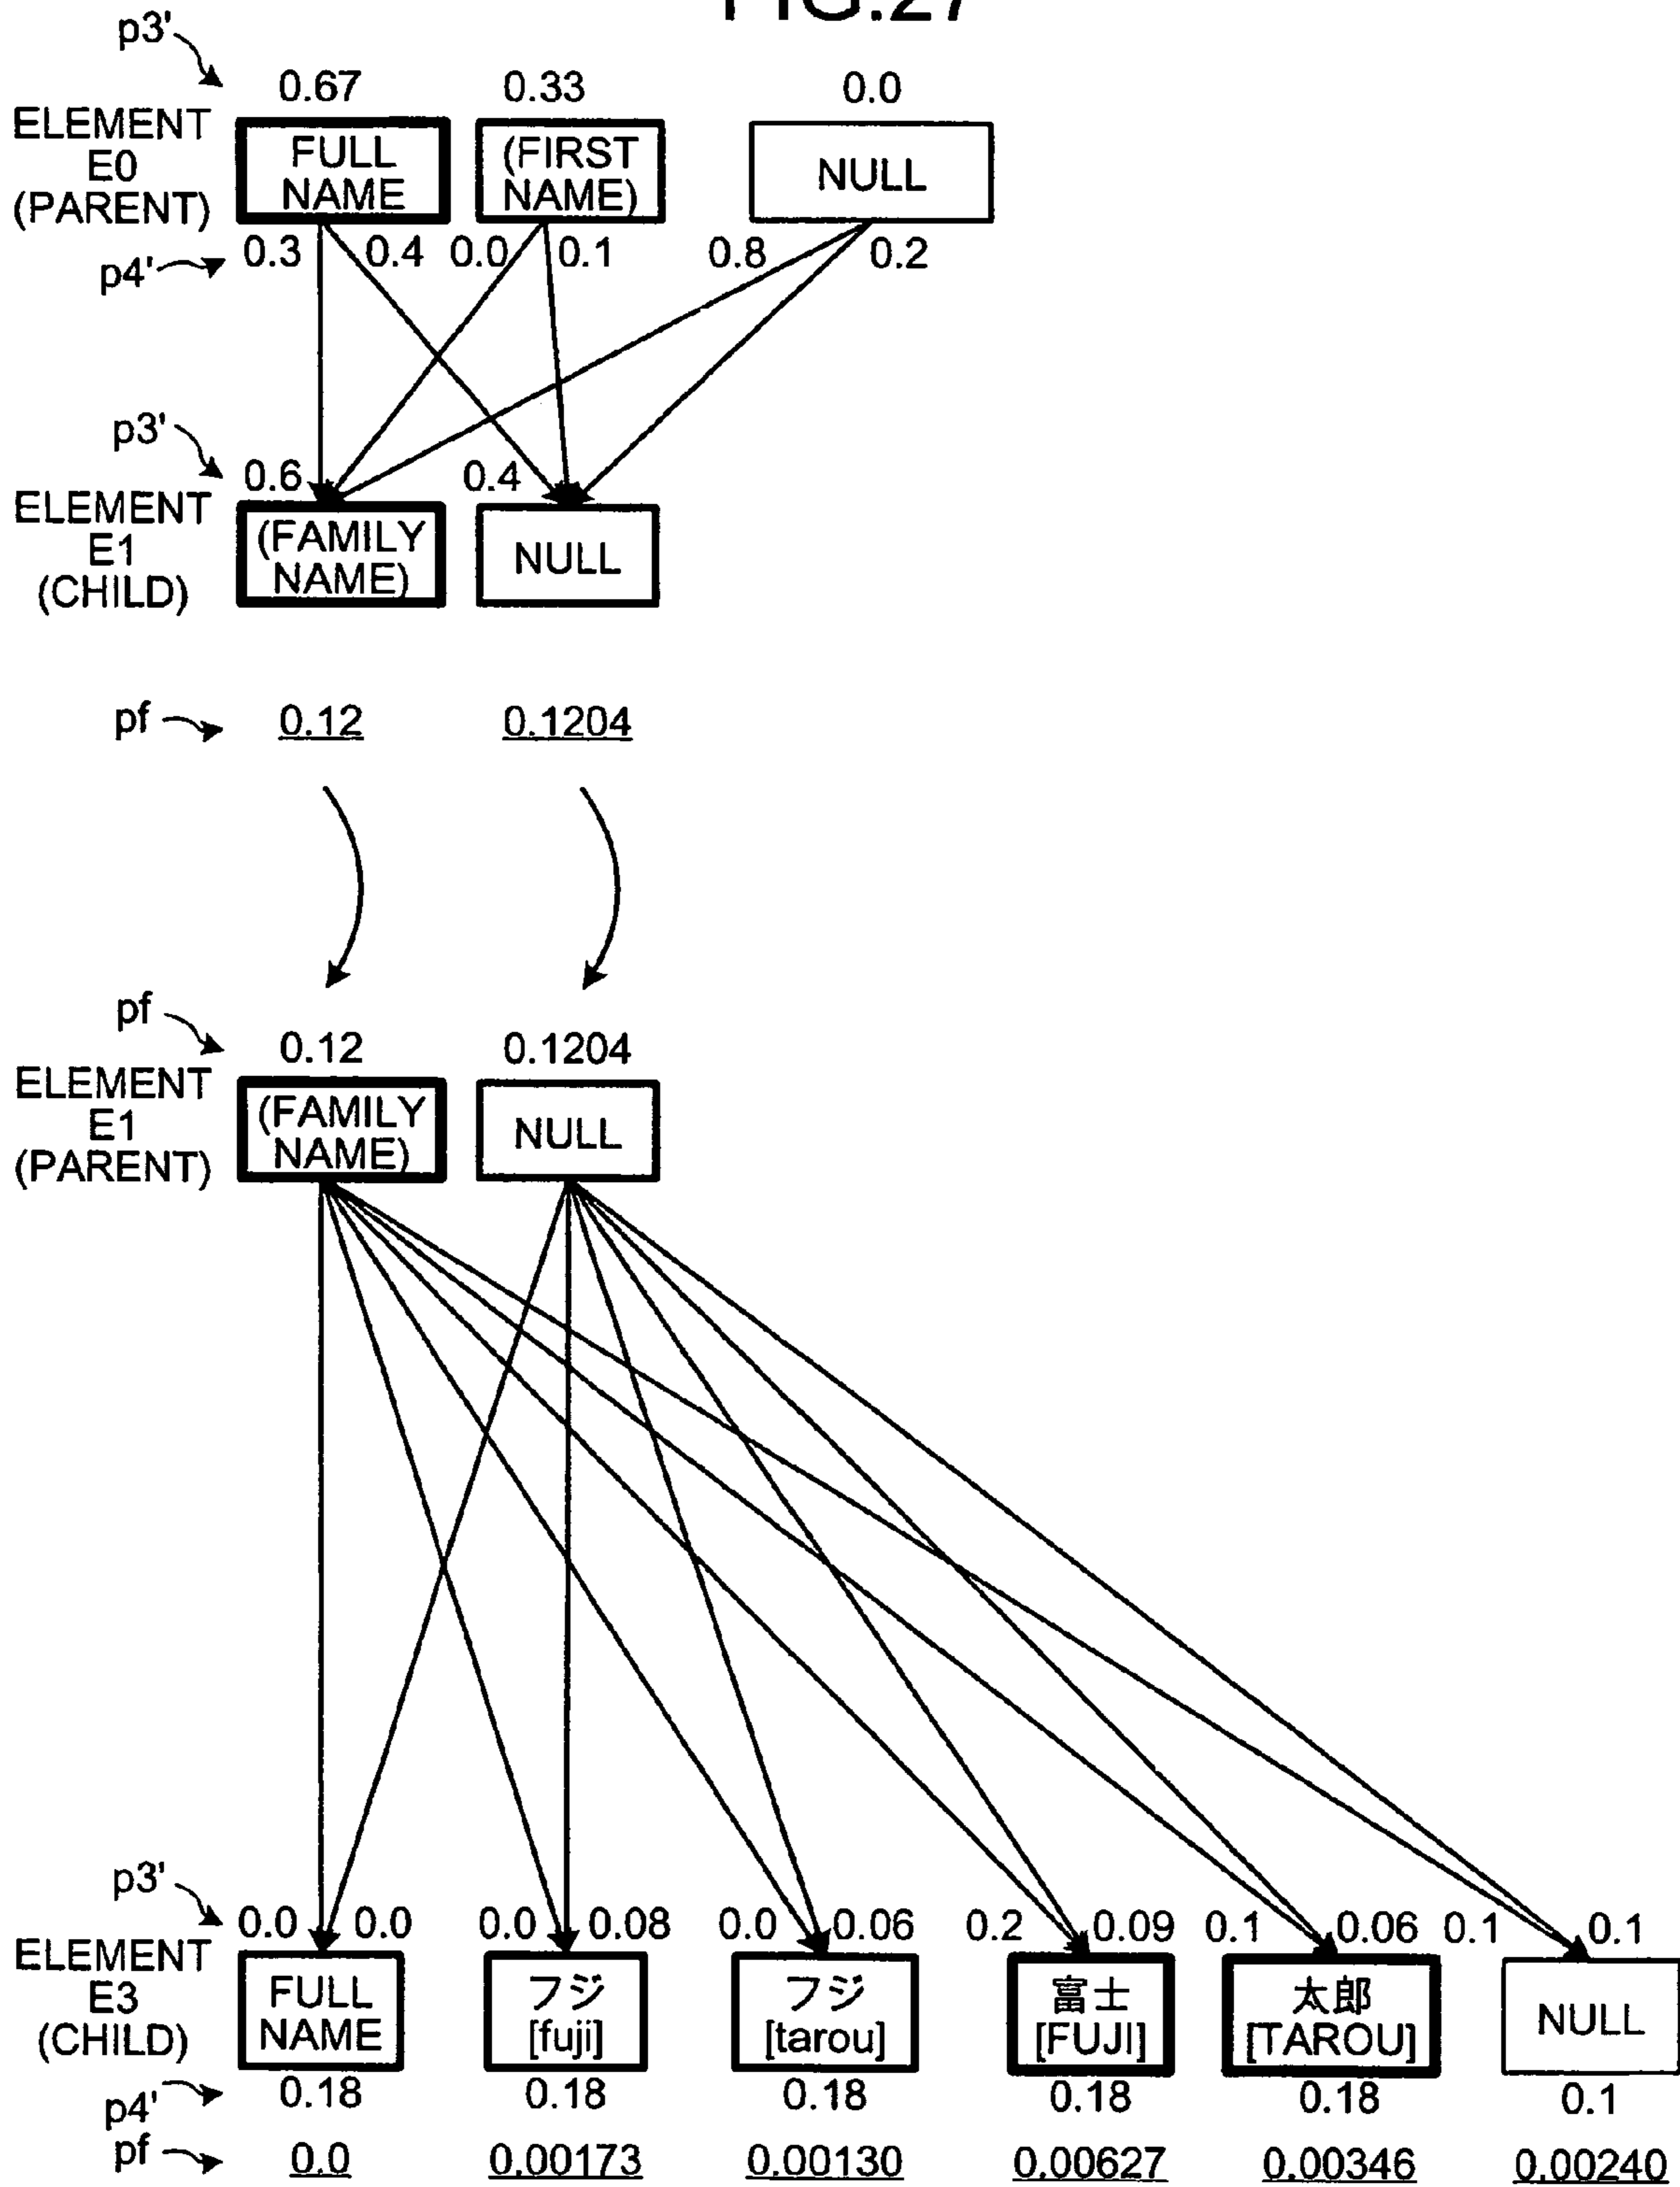 FIG.27
p3'
0.67 0.33 0.0
ELEMENT
E0
(PARENT)
FULL
NAME
(FIRST
NAME)
NULL
p4'
0.3 0.4 0.0 0.1 0.8 0.2
p3'
0.6 0.4
ELEMENT
E1
(CHILD)
(FAMILY
NAME)
NULL
pf
0.12 0.1204
pf
0.12 0.1204
ELEMENT
E1
(PARENT)
(FAMILY
NAME)
NULL
p3'
0.0 0.0 0.0 0.08 0.0 0.06 0.2 0.09 0.1 0.06 0.1 0.1
ELEMENT
E3
(CHILD)
FULL
NAME
フジ
[fuji]
フジ
[tarou]
富士
[FUJI]
太郎
[TAROU]
NULL
p4'
0.18 0.18 0.18 0.18 0.18 0.1
pf
0.0 0.00173 0.00130 0.00627 0.00346 0.00240